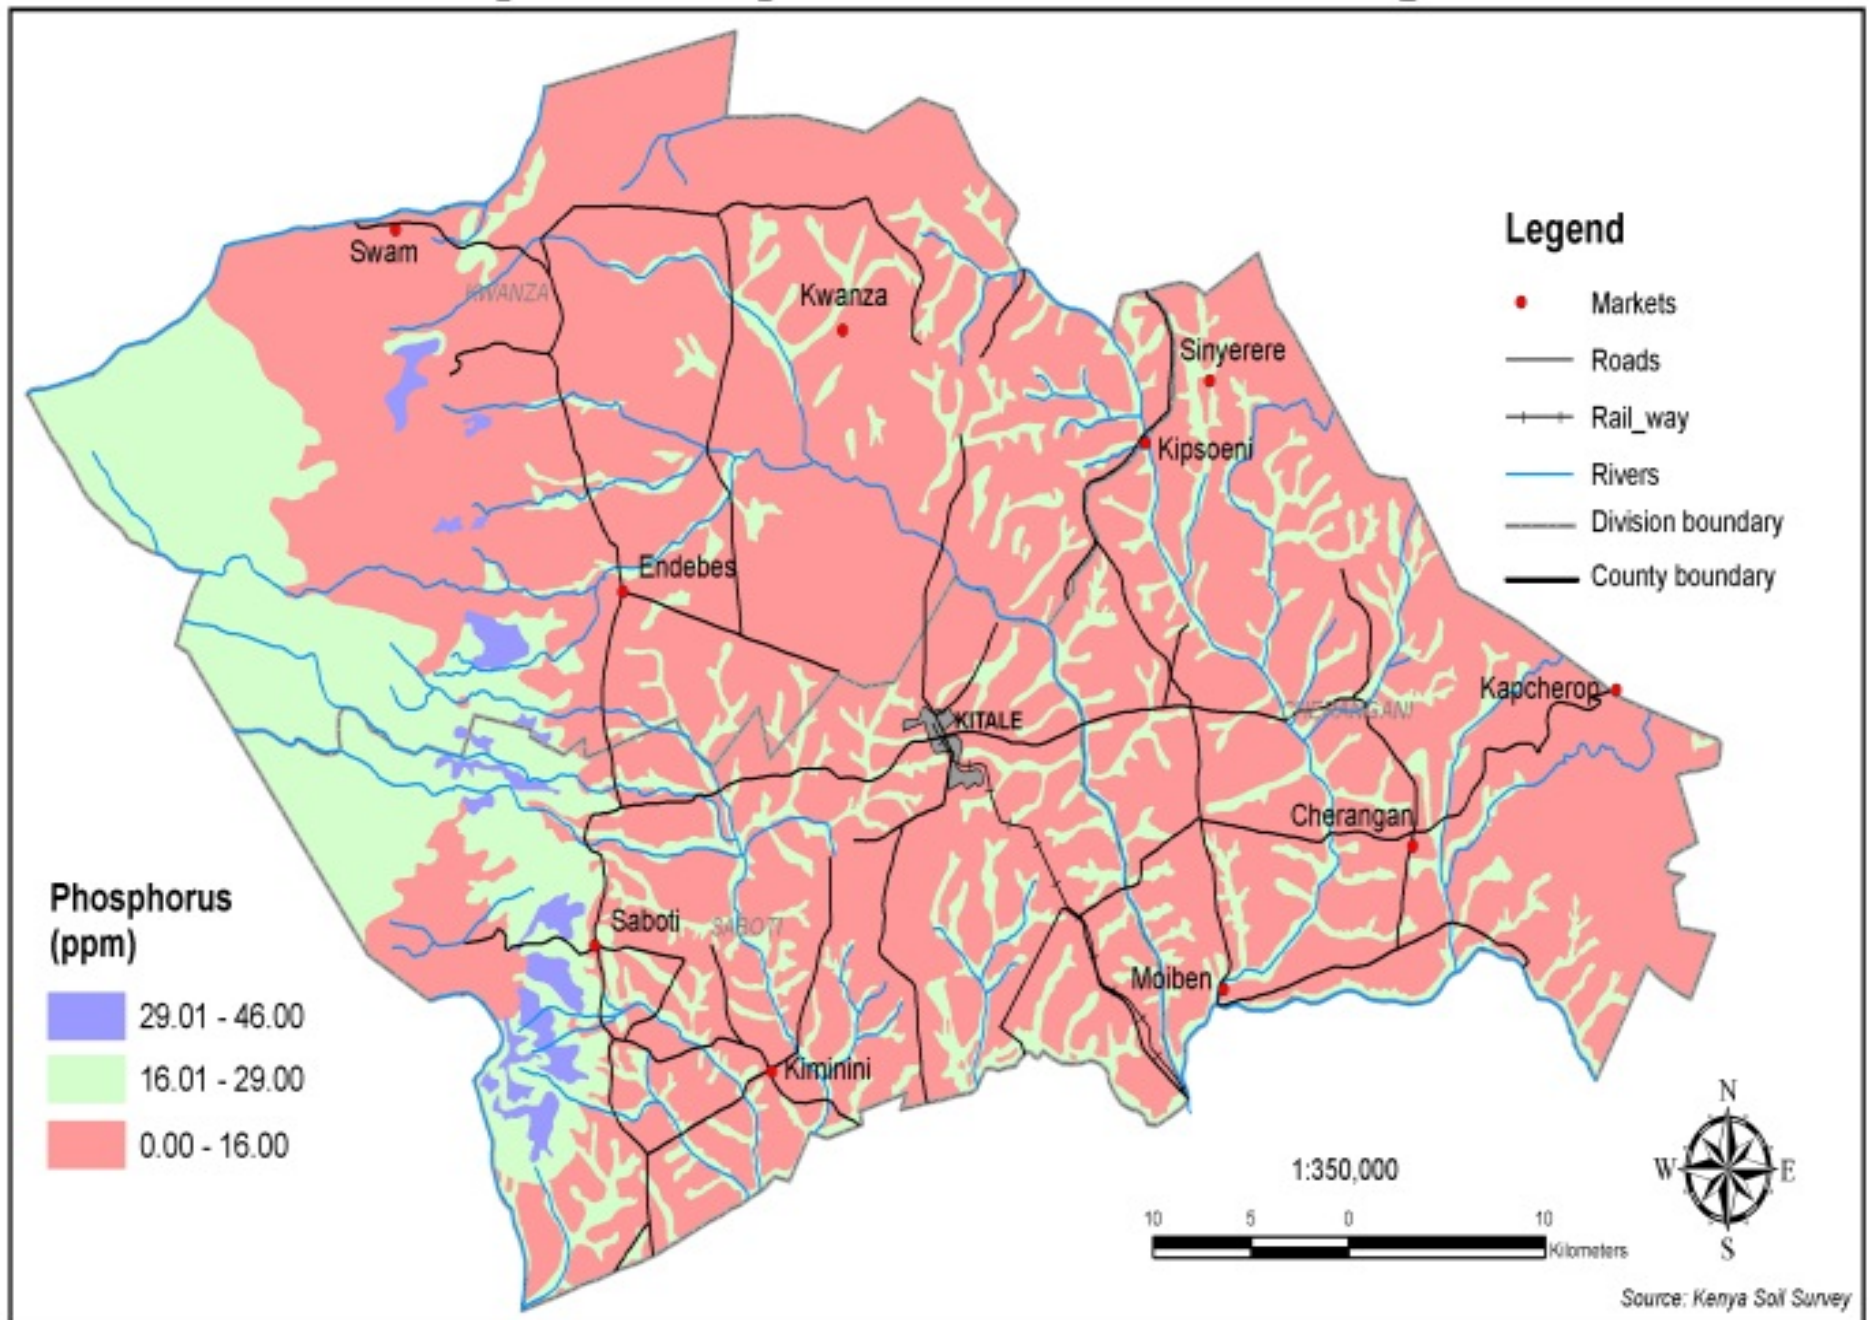 Swam
KWANZA
Kwanza
Sinyerere
Kipsoeni
Endebes
Kapcherop
KITALE
Cherangan
Saboti
SABOTI
Moiben
Kiminini
Legend
Markets
Roads
Rail_way
Rivers
Division boundary
County boundary
Phosphorus
(ppm)
29.01 - 46.00
16.01 - 29.00
0.00 - 16.00
1:350,000
10 5 0 10
Kilometers
N
W E
S
Source: Kenya Soil Survey